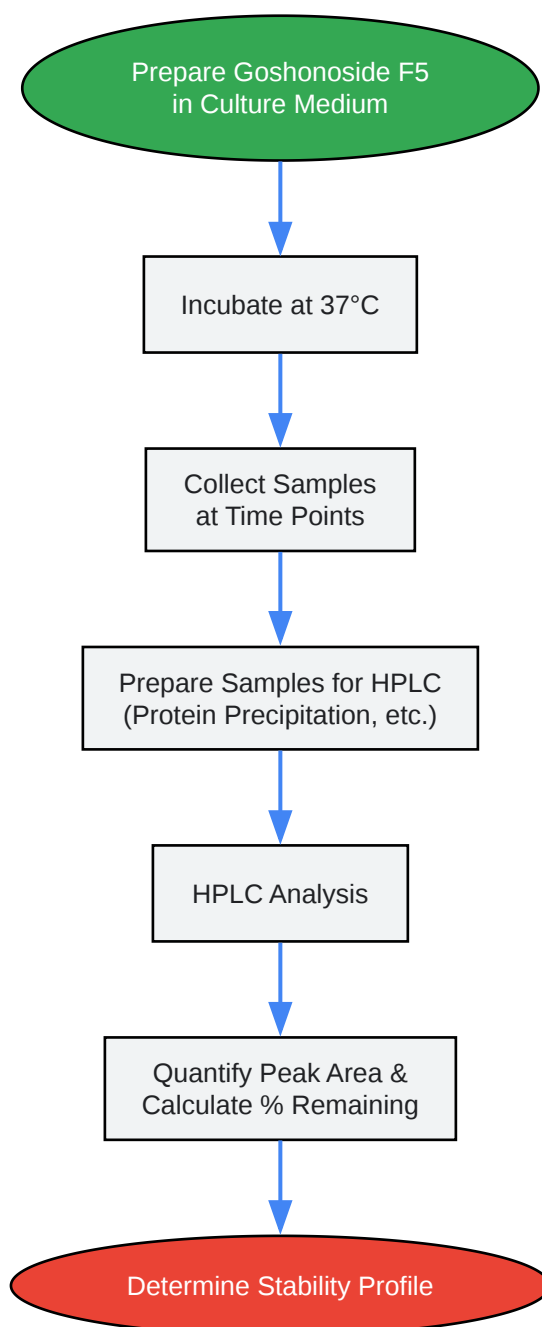 Prepare Goshonoside F5
in Culture Medium
Incubate at 37°C
Collect Samples
at Time Points
Prepare Samples for HPLC
(Protein Precipitation, etc.)
HPLC Analysis
Quantify Peak Area &
Calculate % Remaining
Determine Stability Profile